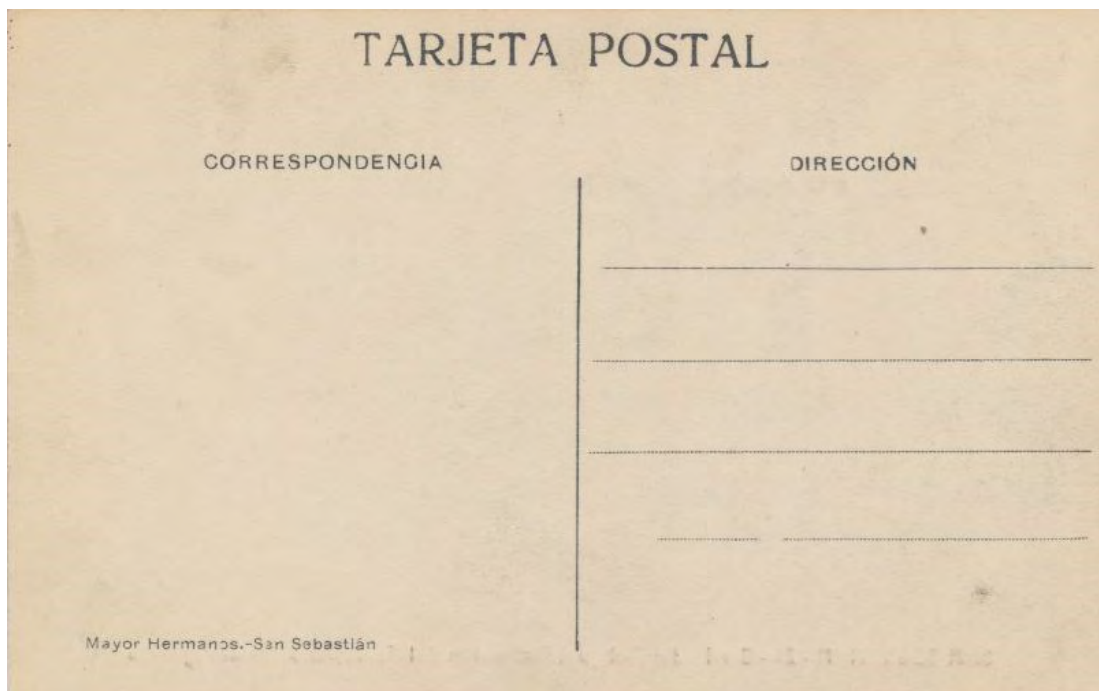 TARJETA POSTAL
CORRESPONDENCIA
DIRECCIÓN
Mayor Hermanos.-San Sebastián